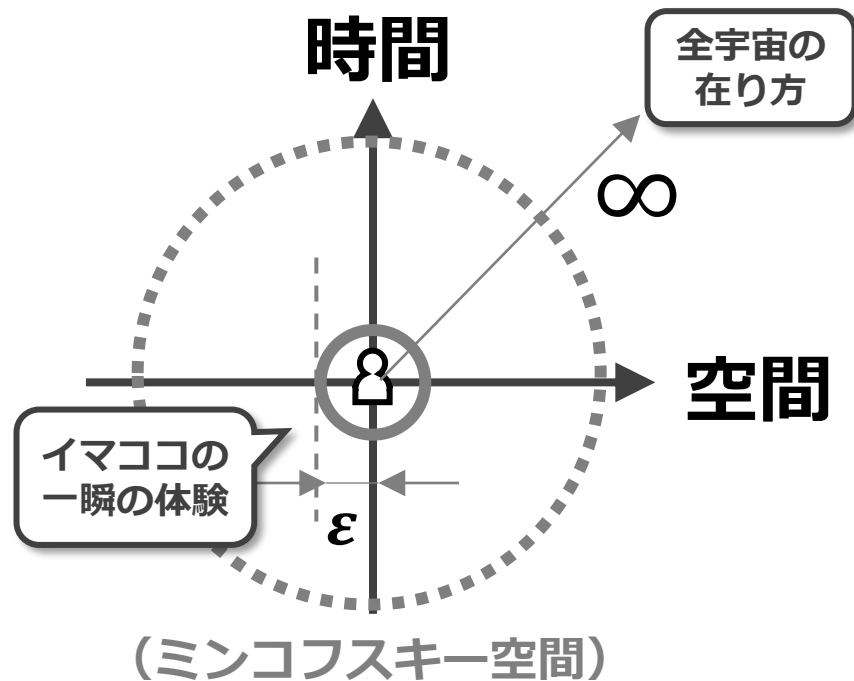 時間
全宇宙の
在り方
∞
空間
イマココの
一瞬の体験
ε
（ミンコフスキー空間）